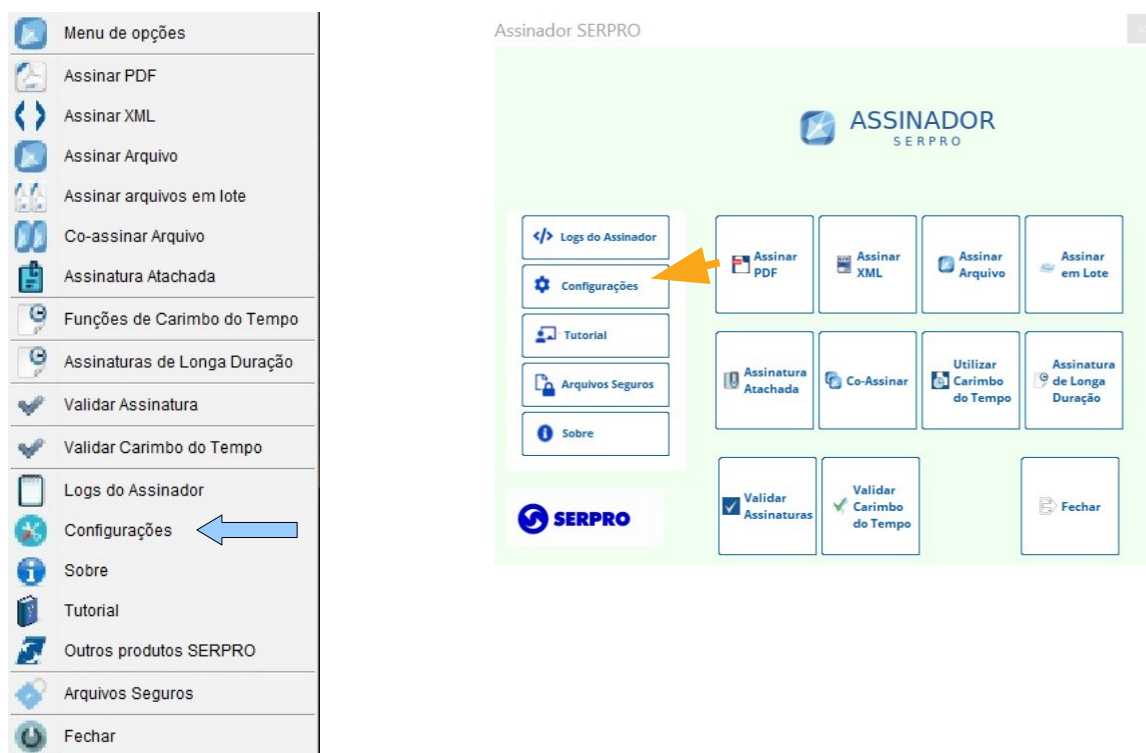 Menu de opções
Assinar PDF
Assinar XML
Assinar Arquivo
Assinar arquivos em lote
Co-assinar Arquivo
Assinatura Atachada
Funções de Carimbo do Tempo
Assinaturas de Longa Duração
Validar Assinatura
Validar Carimbo do Tempo
Logs do Assinador
Configurações
Sobre
Tutorial
Outros produtos SERPRO
Arquivos Seguros
Fechar
Assinador SERPRO
ASSINADOR
SERPRO
Logs do Assinador
Configurações
Tutorial
Arquivos Seguros
Sobre
SERPRO
Assinar
PDF
Assinar
XML
Assinar
Arquivo
Assinar
em Lote
Assinatura
Atachada
Co-Assinar
Utilizar
Carimbo
do Tempo
Assinatura
de Longa
Duração
Validar
Assinaturas
Validar
Carimbo
do Tempo
Fechar